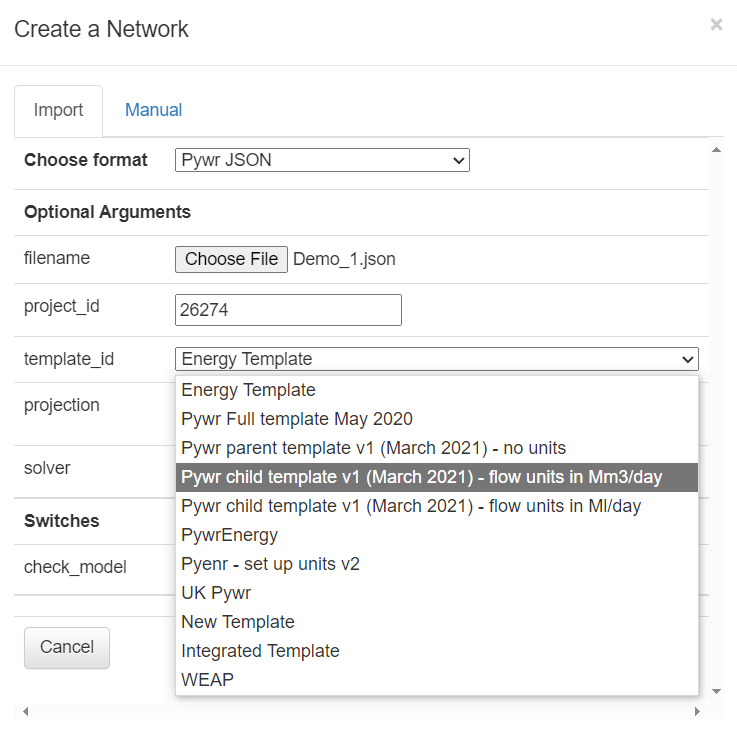 Create a Network
×
Import Manual
Choose format Pywr JSON
Optional Arguments
filename Choose File Demo_1.json
project_id 26274
template_id Energy Template
Energy Template
projection
Pywr Full template May 2020
Pywr parent template v1 (March 2021) - no units
solver
Pywr child template v1 (March 2021) - flow units in Mm3/day
Pywr child template v1 (March 2021) - flow units in Ml/day
Switches
PywrEnergy
check_model
Pyenr - set up units v2
UK Pywr
New Template
Cancel
Integrated Template
WEAP